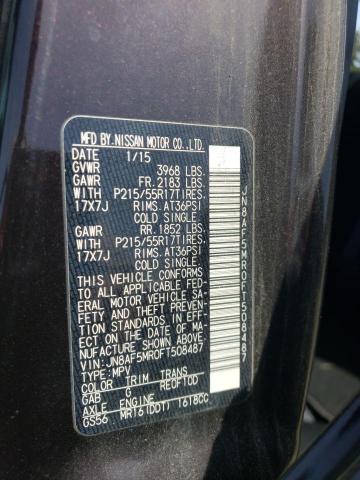 MFD BY.NISSAN MOTOR CO.,LTD.
DATE 1/15
GVWR 3968 LBS
GAWR FR.2183 LBS
WITH P215/55R17TIRES.
17X7J RIMS.AT36PSI
COLD SINGLE
GAWR RR.1852 LBS
WITH P215/55R17TIRES.
17X7J RIMS.AT36PSI
COLD SINGLE
THIS VEHICLE CONFORMS
TO ALL APPLICABLE FED-
ERAL MOTOR VEHICLE SA-
FETY AND THEFT PREVEN-
TION STANDARDS IN EFF-
ECT ON THE DATE OF MA-
NUFACTURE SHOWN ABOVE.
VIN:JN8AF5MR0FT508487
TYPE:MPV
COLOR TRIM TRANS
GAB G RE0F10D
AXLE ENGINE
GS56 MR16(DDT) 1618CC
JN8AF5MR0FT508487